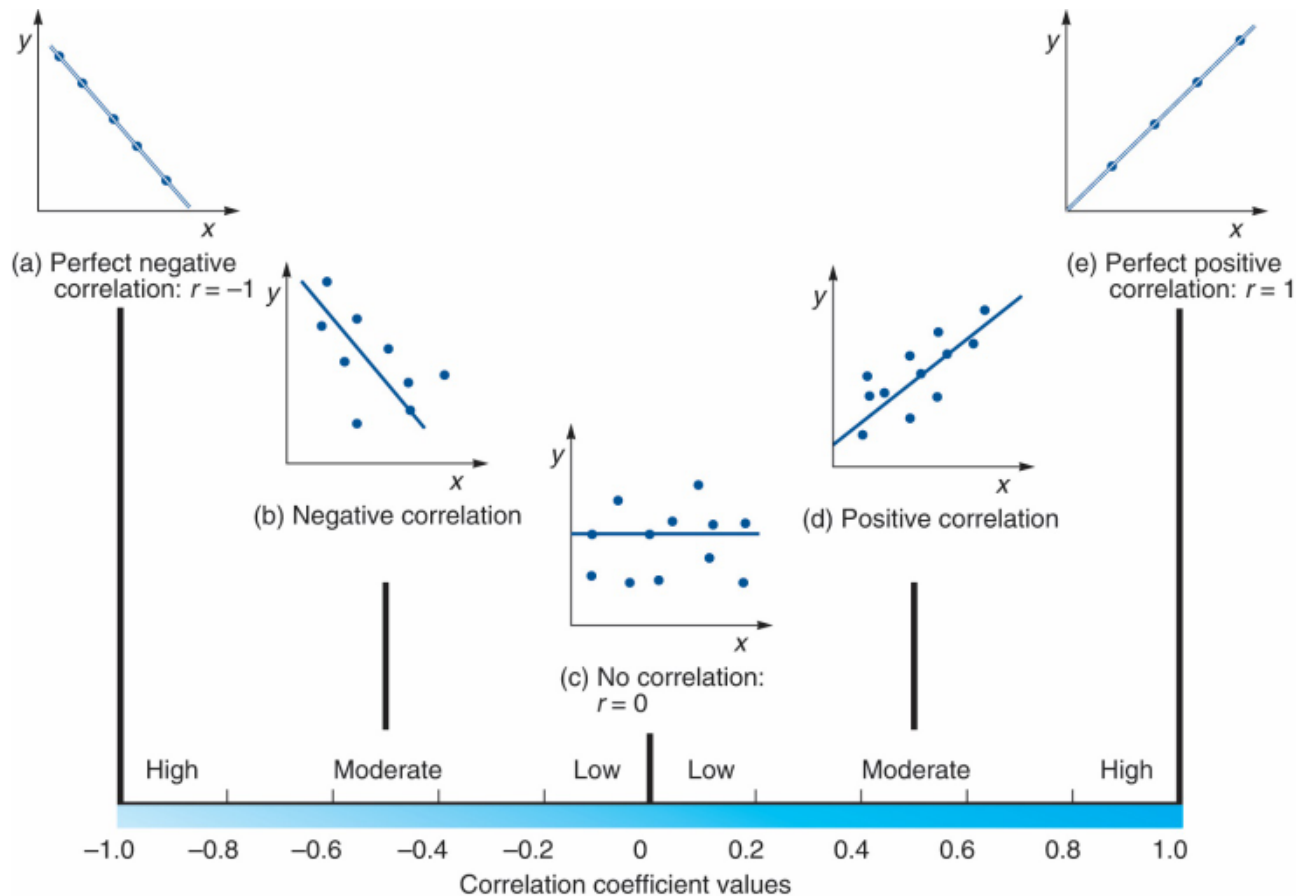 y
x
(a) Perfect negative
correlation: r = –1
y
x
(b) Negative correlation
y
x
(c) No correlation:
r = 0
y
x
(d) Positive correlation
y
x
(e) Perfect positive
correlation: r = 1
High Moderate Low Low Moderate High
–1.0 –0.8 –0.6 –0.4 –0.2 0 0.2 0.4 0.6 0.8 1.0
Correlation coefficient values